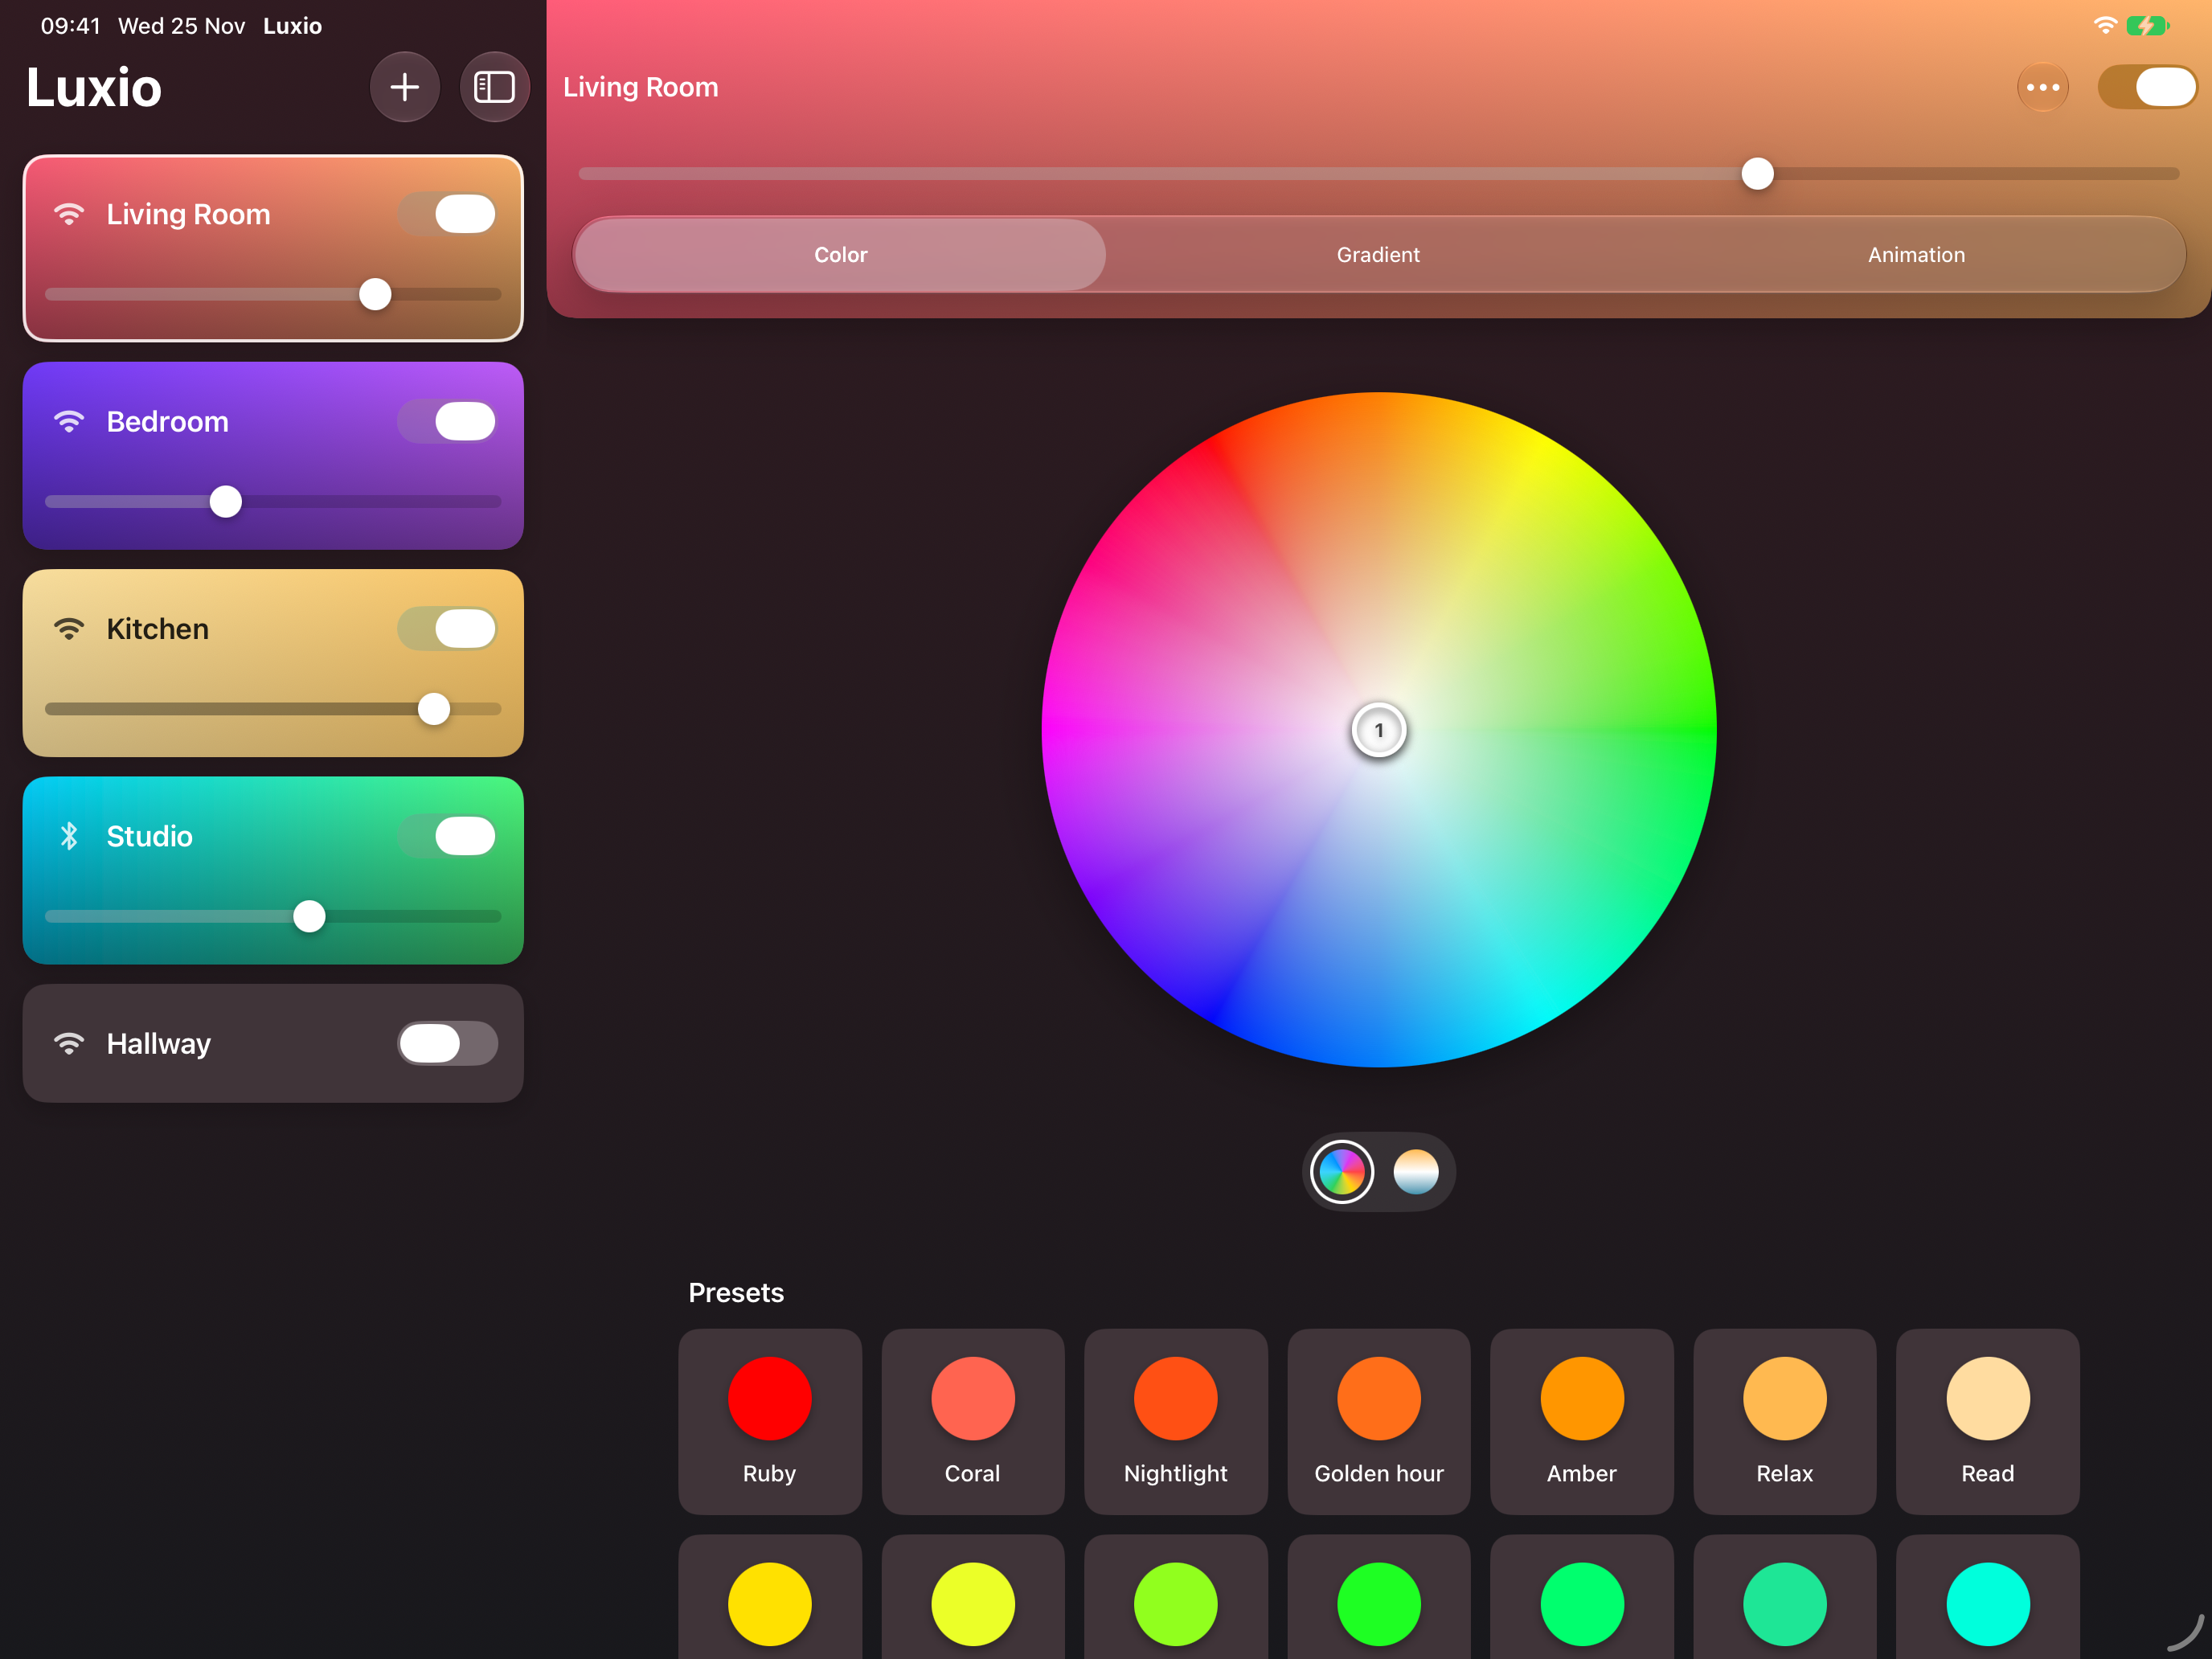 09:41 Wed 25 Nov Luxio
Luxio
Living Room
Bedroom
Kitchen
Studio
Hallway
Living Room
Color Gradient Animation
1
Presets
Ruby Coral Nightlight Golden hour Amber Relax Read